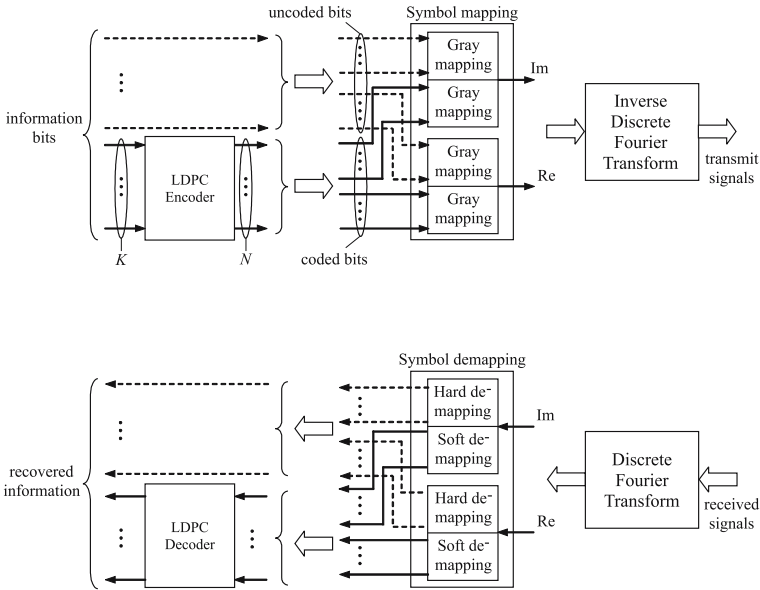 uncoded bits
Symbol mapping
information
bits
LDPC
Encoder
K
N
coded bits
Gray
mapping
Gray
mapping
Gray
mapping
Gray
mapping
Im
Re
Inverse
Discrete
Fourier
Transform
transmit
signals
Symbol demapping
recovered
information
LDPC
Decoder
Hard de-
mapping
Soft de-
mapping
Hard de-
mapping
Soft de-
mapping
Im
Re
Discrete
Fourier
Transform
received
signals